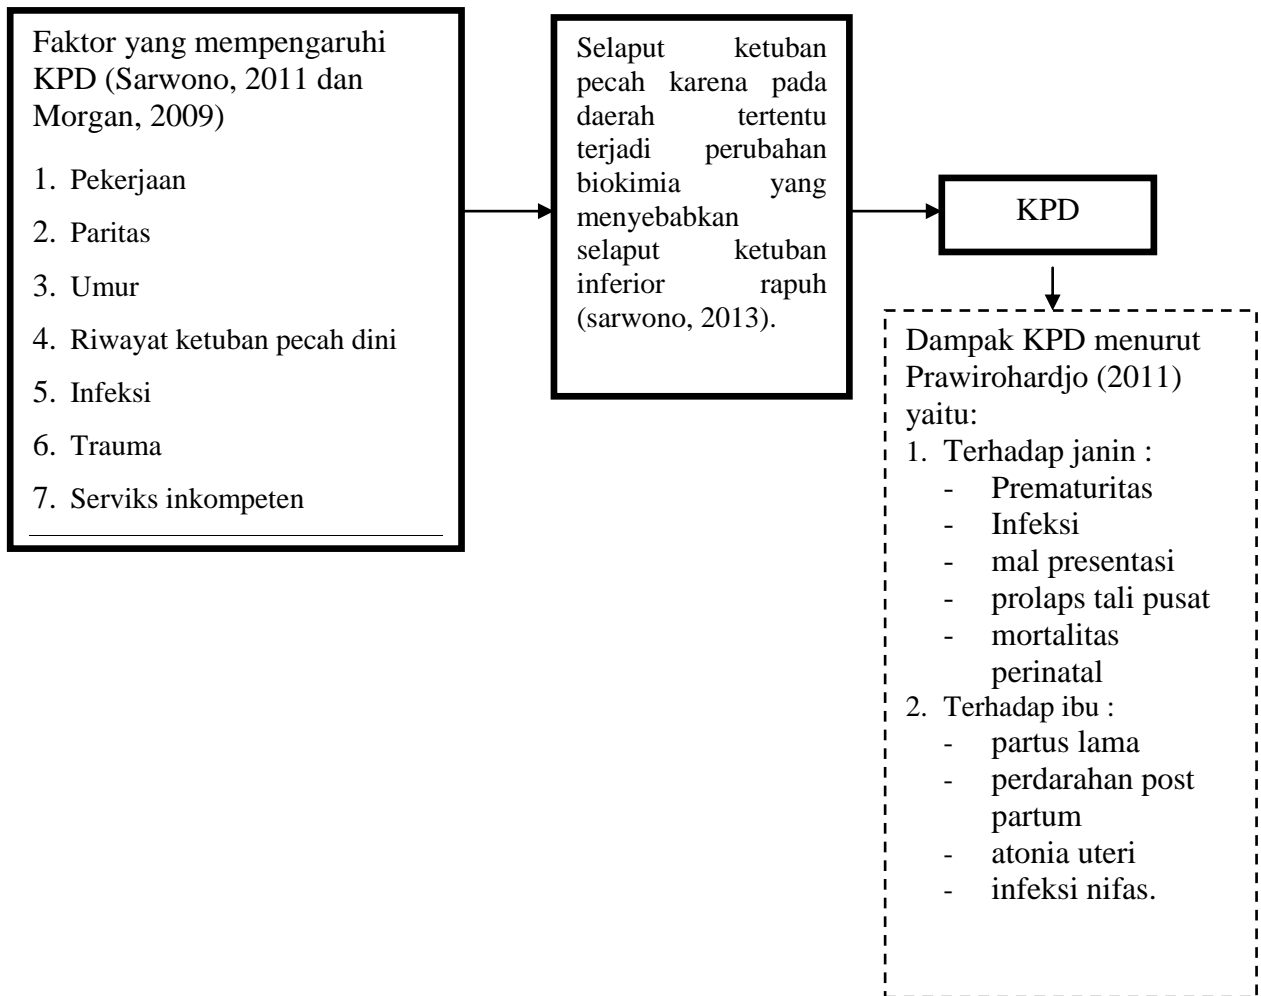 Faktor yang mempengaruhi
KPD (Sarwono, 2011 dan
Morgan, 2009)
1. Pekerjaan
2. Paritas
3. Umur
4. Riwayat ketuban pecah dini
5. Infeksi
6. Trauma
7. Serviks inkompeten
Selaput ketuban
pecah karena pada
daerah tertentu
terjadi perubahan
biokimia yang
menyebabkan
selaput ketuban
inferior rapuh
(sarwono, 2013).
KPD
Dampak KPD menurut
Prawirohardjo (2011)
yaitu:
1. Terhadap janin :
- Prematuritas
- Infeksi
- mal presentasi
- prolaps tali pusat
- mortalitas
perinatal
2. Terhadap ibu :
- partus lama
- perdarahan post
partum
- atonia uteri
- infeksi nifas.